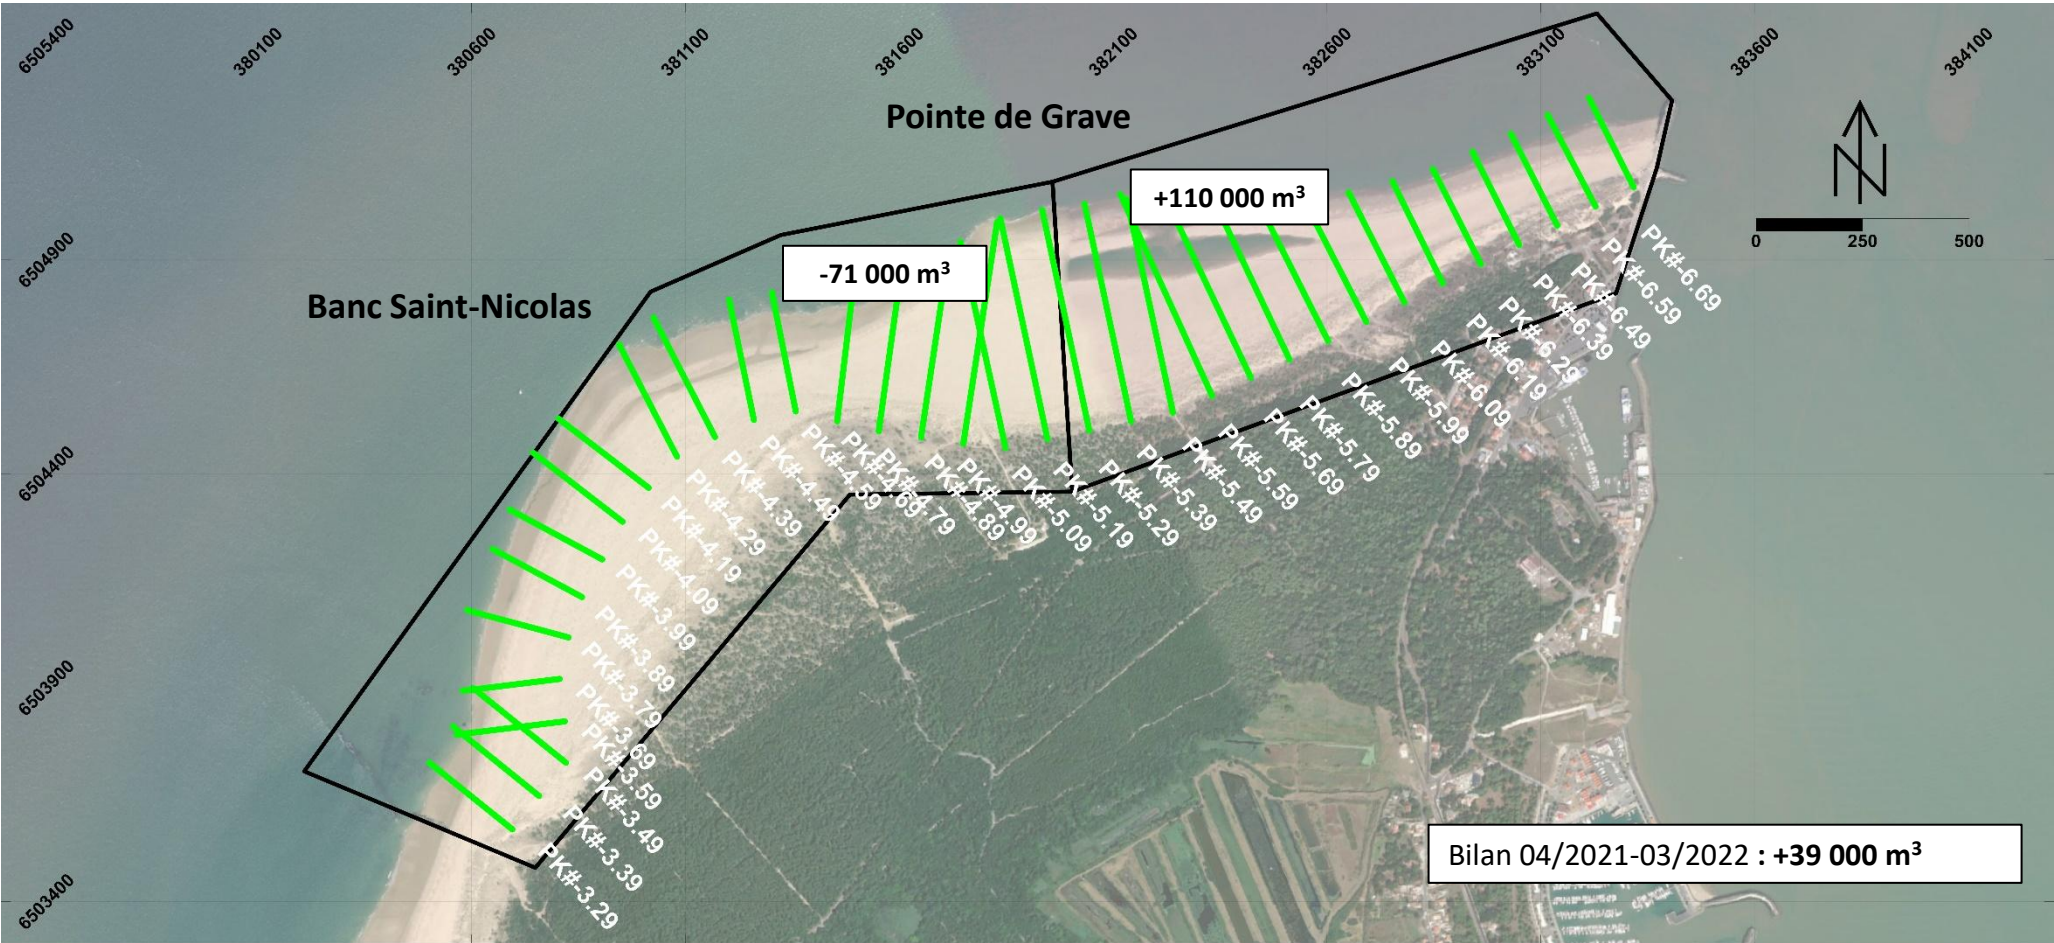 6505400
380100
380600
381100
381600
382100
382600
383100
383600
384100
Pointe de Grave
+110 000 m³
N
0 250 500
6504900
-71 000 m³
Banc Saint-Nicolas
PK#-6.69
PK#-6.59
PK#-6.49
PK#-6.39
PK#-6.29
PK#-6.19
PK#-6.09
PK#-5.99
PK#-5.89
PK#-5.79
PK#-5.69
PK#-5.59
PK#-5.49
PK#-5.39
PK#-5.29
PK#-5.19
PK#-5.09
PK#-4.99
PK#-4.89
PK#-4.79
PK#-4.69
PK#-4.59
PK#-4.49
PK#-4.39
PK#-4.29
PK#-4.19
PK#-4.09
PK#-3.99
PK#-3.89
PK#-3.79
PK#-3.69
PK#-3.59
PK#-3.49
PK#-3.39
PK#-3.29
6504400
6503900
6503400
Bilan 04/2021-03/2022 : +39 000 m³